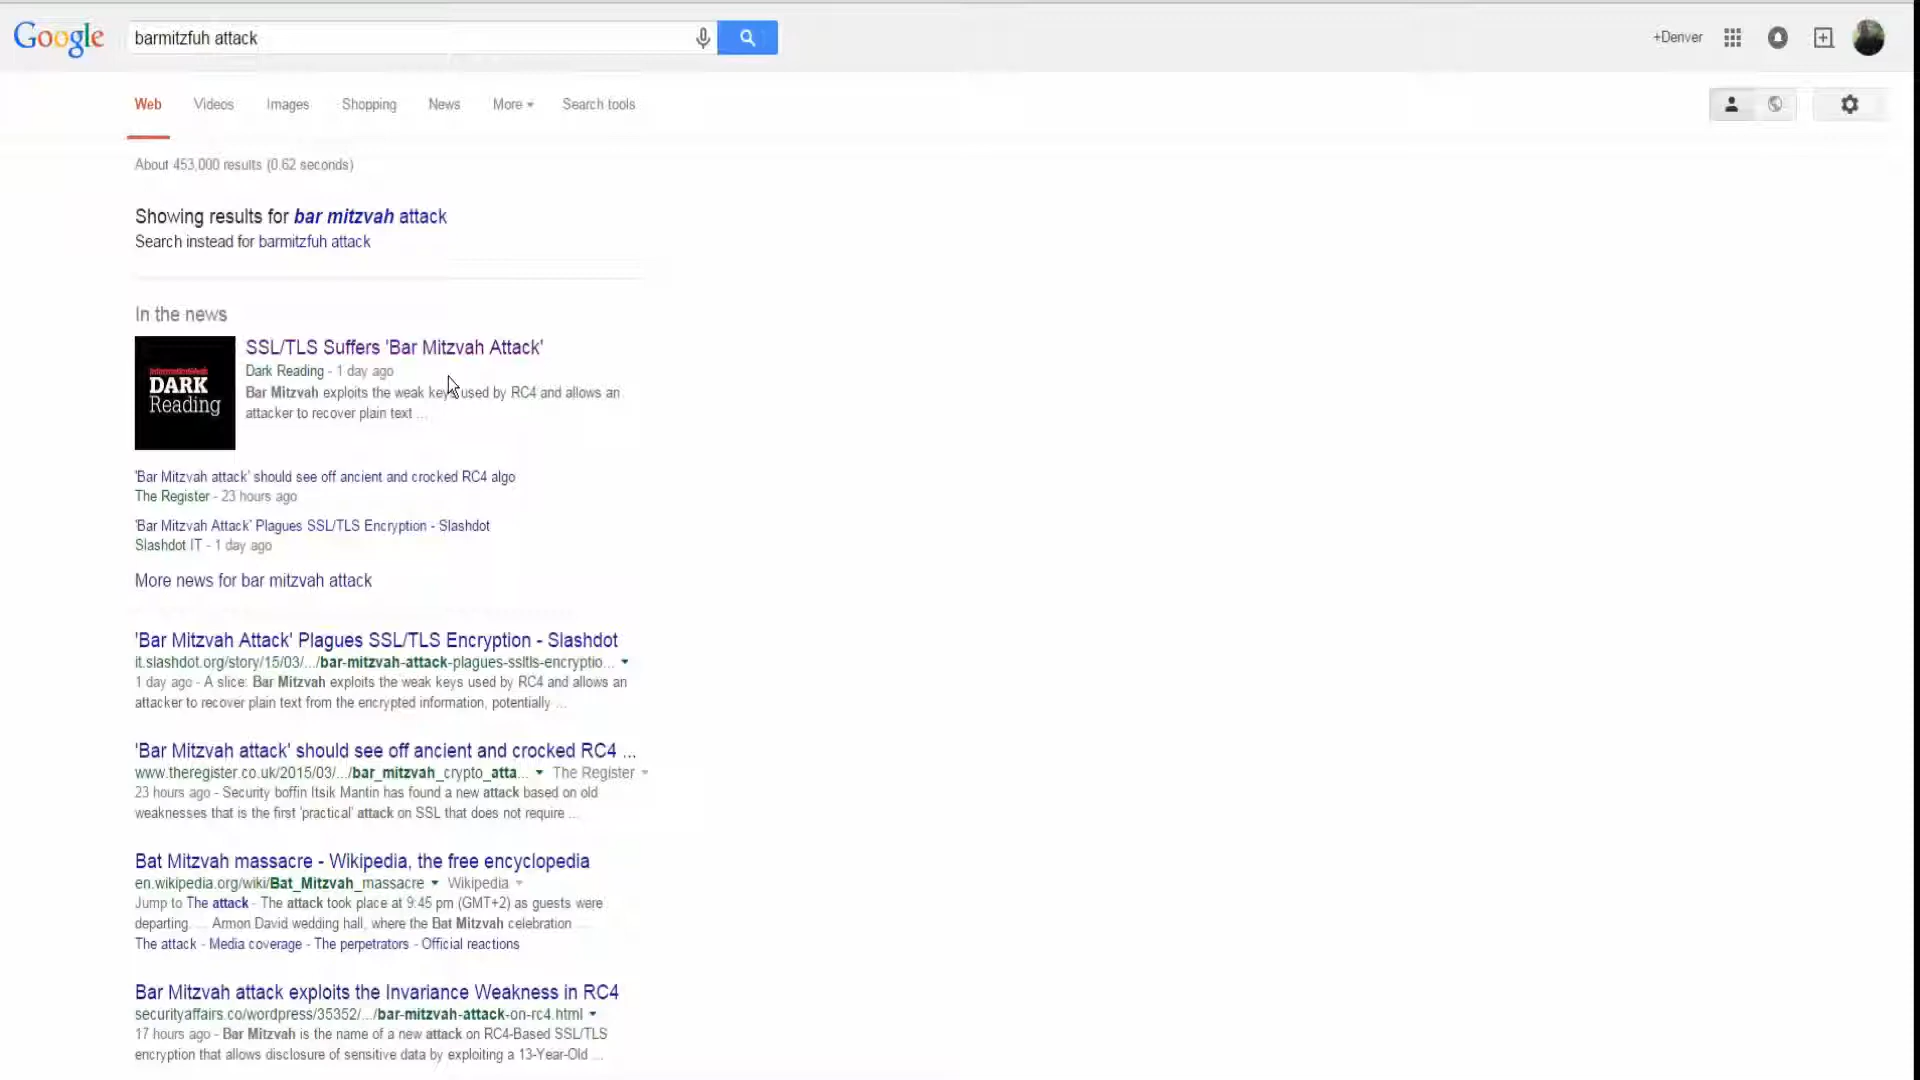 Google
barmitzfuh attack
+Denver
Web Videos Images Shopping News More Search tools
About 453,000 results (0.62 seconds)
Showing results for bar mitzvah attack
Search instead for barmitzfuh attack
In the news
InformationWeek
DARK
Reading
SSL/TLS Suffers 'Bar Mitzvah Attack'
Dark Reading - 1 day ago
Bar Mitzvah exploits the weak keys used by RC4 and allows an
attacker to recover plain text ...
'Bar Mitzvah attack' should see off ancient and crocked RC4 algo
The Register - 23 hours ago
'Bar Mitzvah Attack' Plagues SSL/TLS Encryption - Slashdot
Slashdot IT - 1 day ago
More news for bar mitzvah attack
'Bar Mitzvah Attack' Plagues SSL/TLS Encryption - Slashdot
it.slashdot.org/story/15/03/.../bar-mitzvah-attack-plagues-ssltls-encryptio...
1 day ago - A slice: Bar Mitzvah exploits the weak keys used by RC4 and allows an
attacker to recover plain text from the encrypted information, potentially ...
'Bar Mitzvah attack' should see off ancient and crocked RC4 ...
www.theregister.co.uk/2015/03/.../bar_mitzvah_crypto_atta... The Register
23 hours ago - Security boffin Itsik Mantin has found a new attack based on old
weaknesses that is the first 'practical' attack on SSL that does not require ...
Bat Mitzvah massacre - Wikipedia, the free encyclopedia
en.wikipedia.org/wiki/Bat_Mitzvah_massacre Wikipedia
Jump to The attack - The attack took place at 9:45 pm (GMT+2) as guests were
departing. ... Armon David wedding hall, where the Bat Mitzvah celebration ...
The attack - Media coverage - The perpetrators - Official reactions
Bar Mitzvah attack exploits the Invariance Weakness in RC4
securityaffairs.co/wordpress/35352/.../bar-mitzvah-attack-on-rc4.html
17 hours ago - Bar Mitzvah is the name of a new attack on RC4-Based SSL/TLS
encryption that allows disclosure of sensitive data by exploiting a 13-Year-Old ...